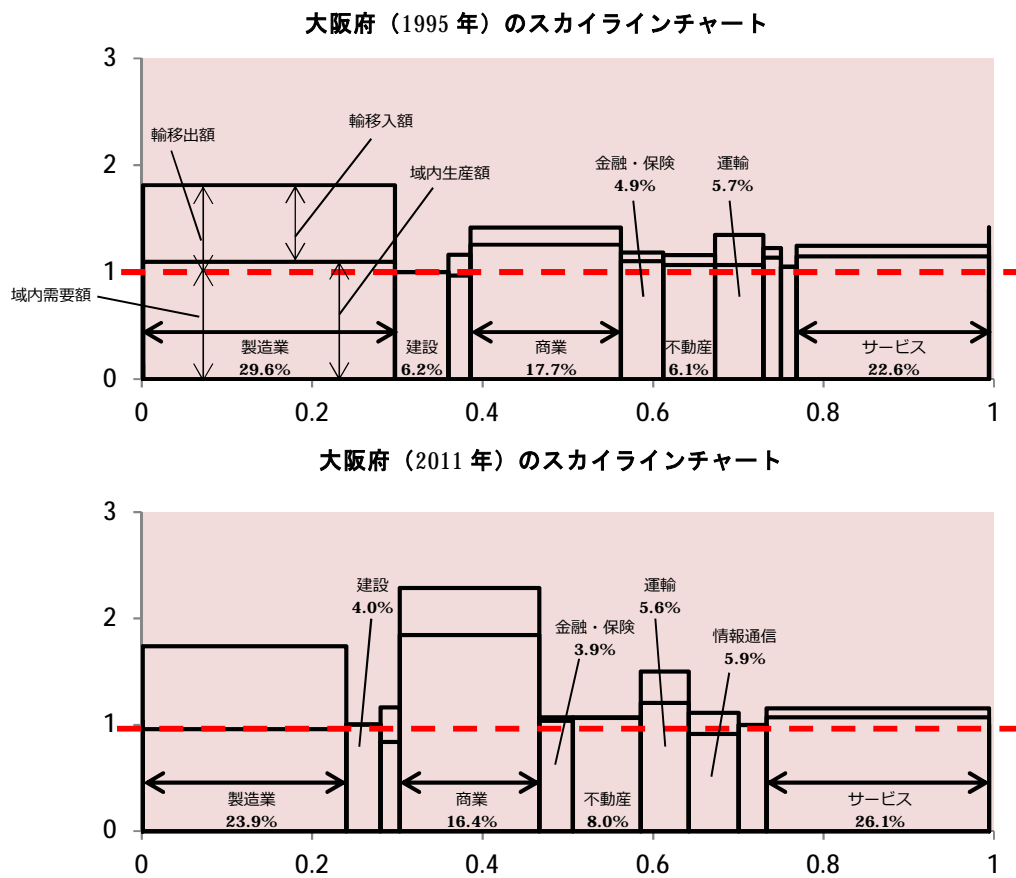 大阪府（1995 年）のスカイラインチャート
3
2
1
0
輸移出額
輸移入額
域内生産額
域内需要額
金融・保険
4.9%
運輸
5.7%
製造業
29.6%
建設
6.2%
商業
17.7%
不動産
6.1%
サービス
22.6%
0
0.2
0.4
0.6
0.8
1
大阪府（2011 年）のスカイラインチャート
3
2
1
0
建設
4.0%
金融・保険
3.9%
運輸
5.6%
情報通信
5.9%
製造業
23.9%
商業
16.4%
不動産
8.0%
サービス
26.1%
0
0.2
0.4
0.6
0.8
1